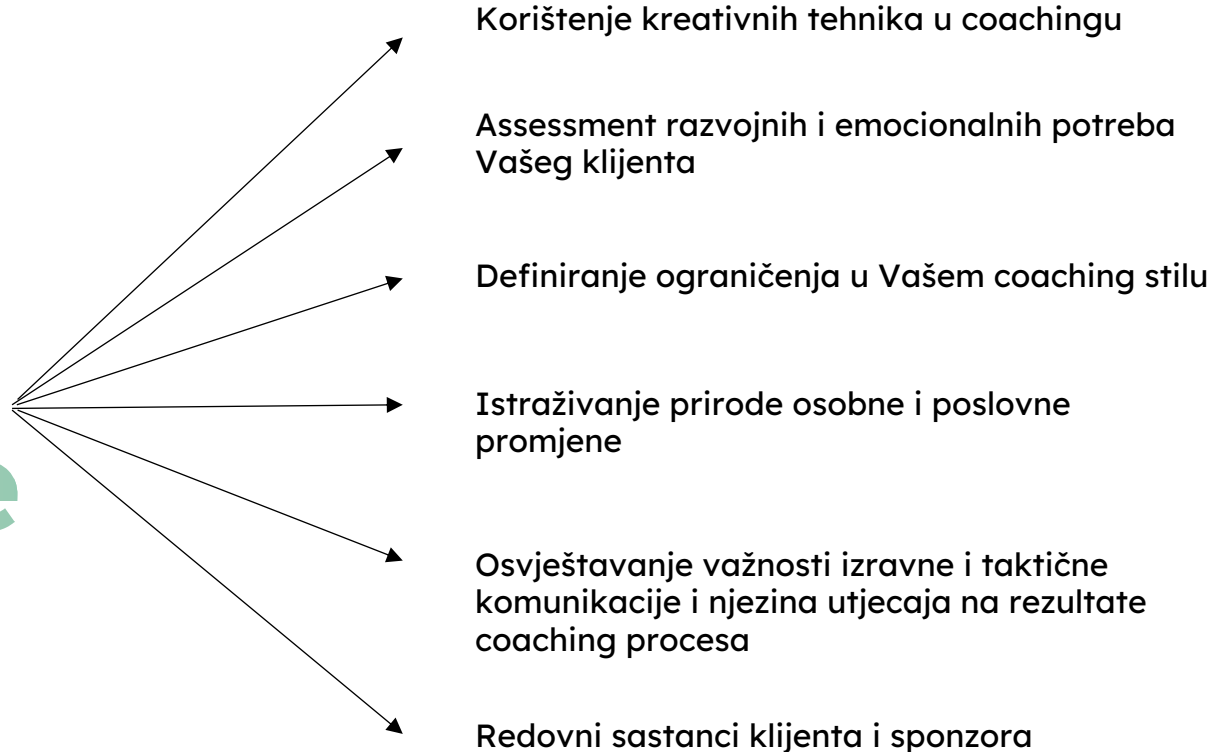 Korištenje kreativnih tehnika u coachingu
Assessment razvojnih i emocionalnih potreba
Vašeg klijenta
Definiranje ograničenja u Vašem coaching stilu
Istraživanje prirode osobne i poslovne
promjene
e
Osvještavanje važnosti izravne i taktične
komunikacije i njezina utjecaja na rezultate
coaching procesa
Redovni sastanci klijenta i sponzora